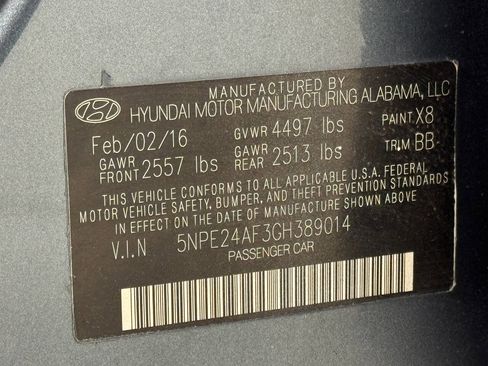 MANUFACTURED BY
HYUNDAI MOTOR MANUFACTURING ALABAMA, LLC
Feb/02/16 GVWR 4497 lbs PAINT X8
GAWR FRONT 2557 lbs GAWR REAR 2513 lbs TRIM BB
THIS VEHICLE CONFORMS TO ALL APPLICABLE U.S.A. FEDERAL
MOTOR VEHICLE SAFETY, BUMPER, AND THEFT PREVENTION STANDARDS
IN EFFECT ON THE DATE OF MANUFACTURE SHOWN ABOVE
V.I.N 5NPE24AF3GH389014
PASSENGER CAR